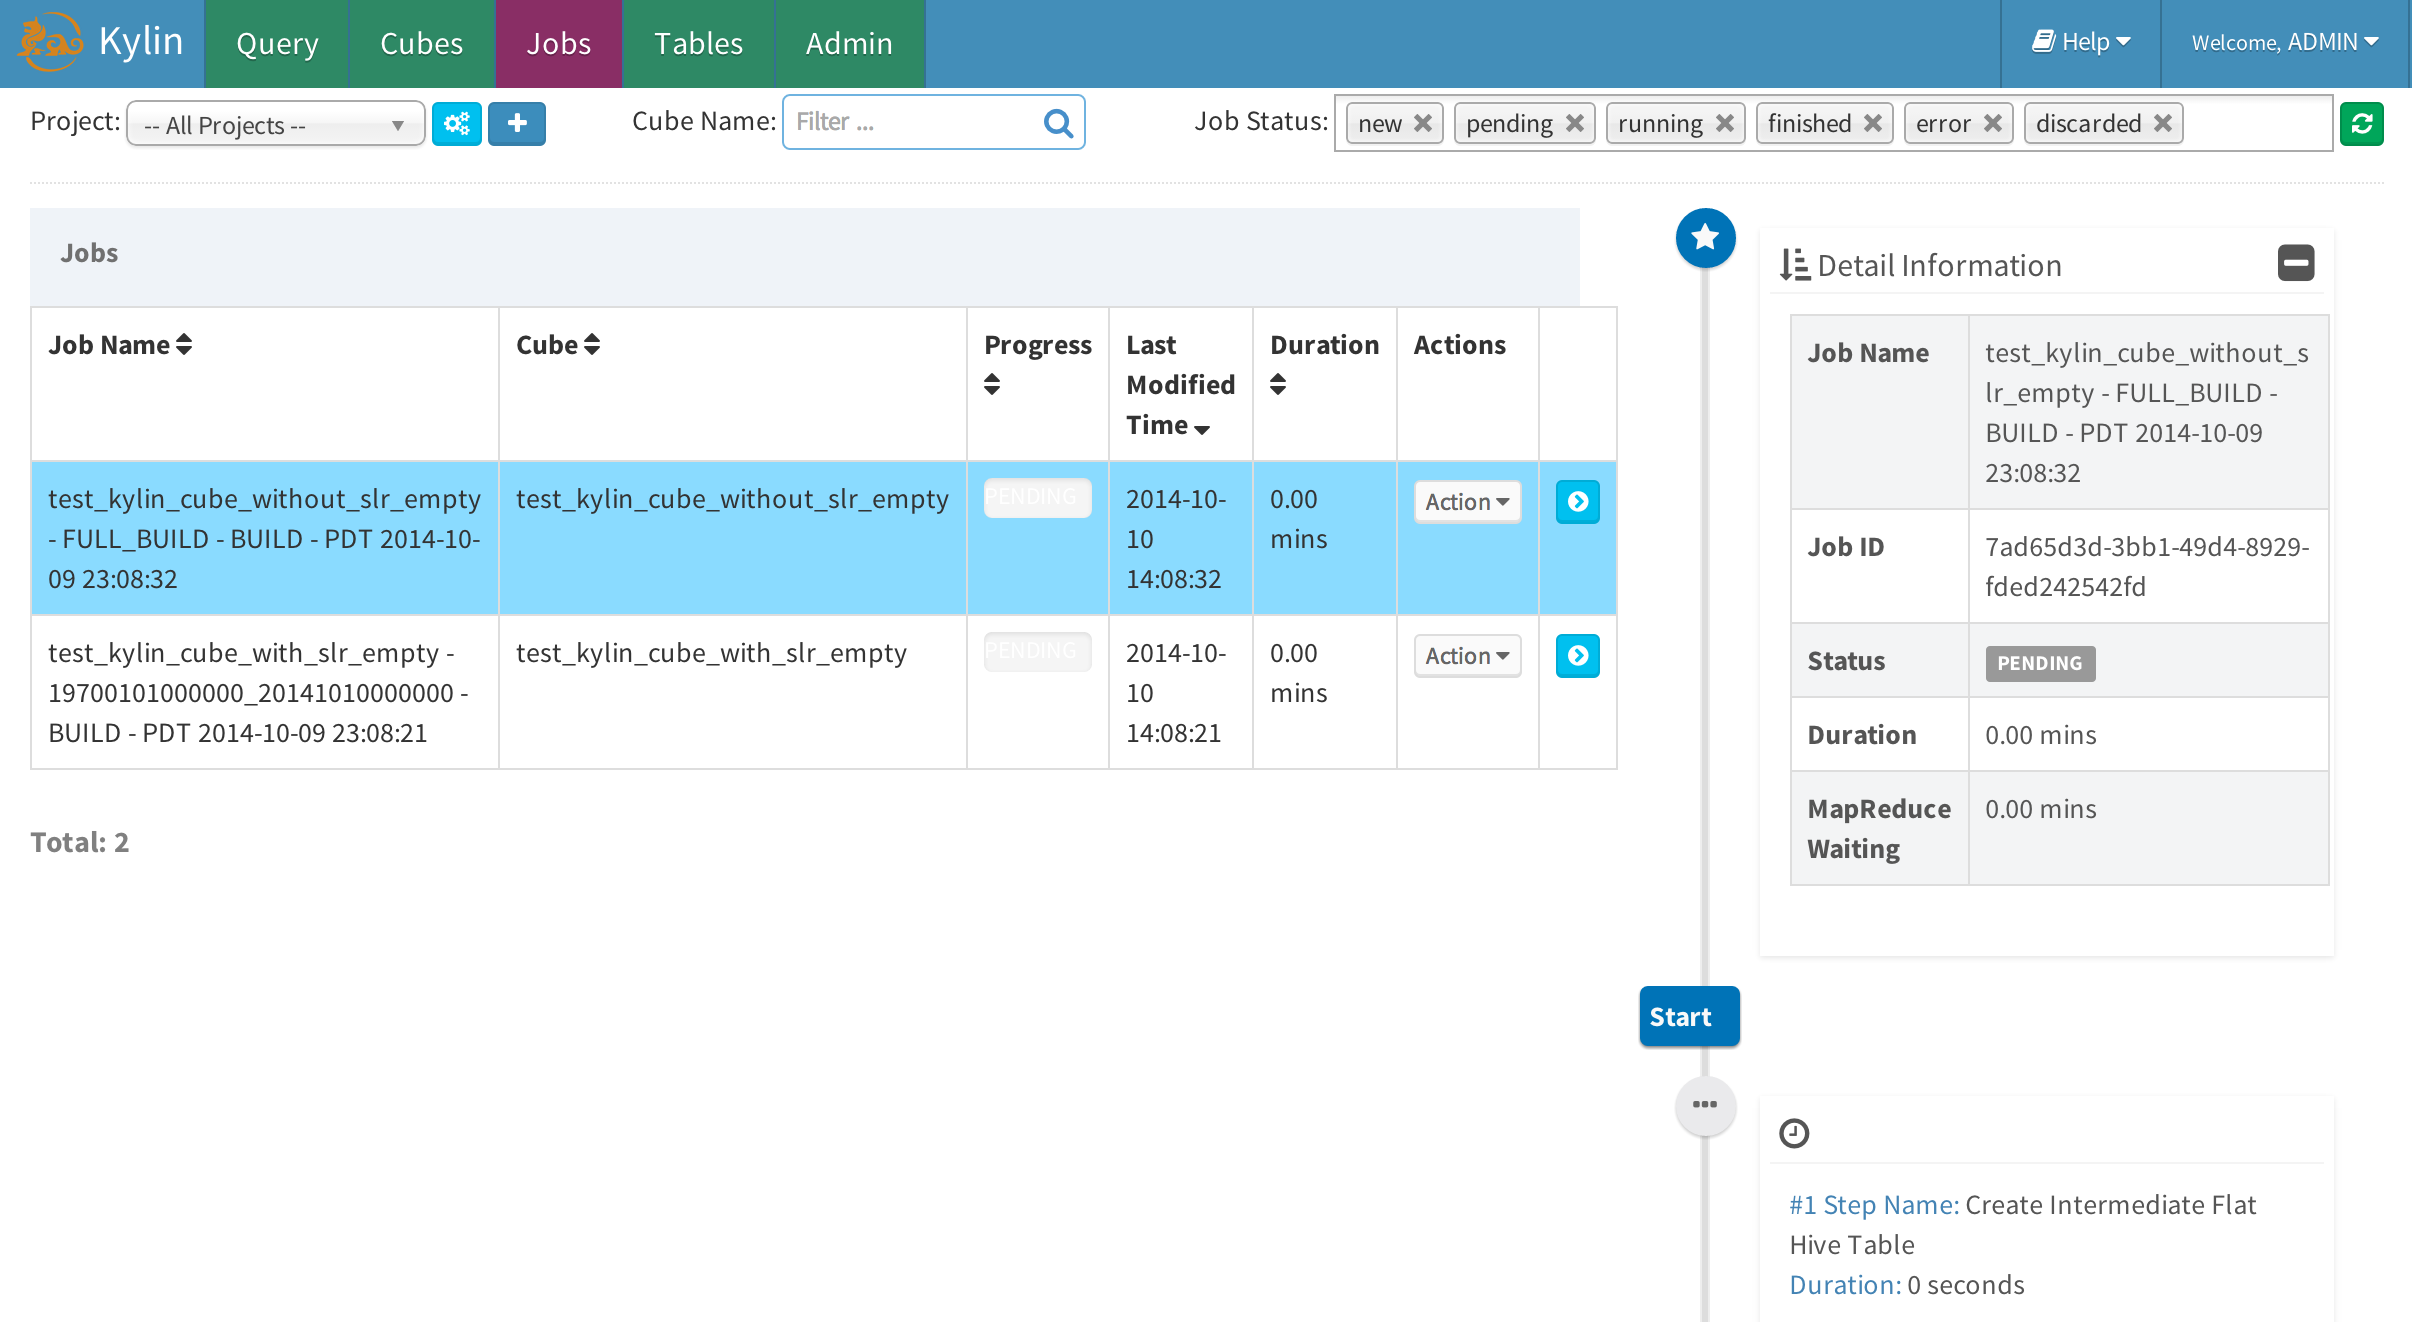 Kylin
Query
Cubes
Jobs
Tables
Admin
Help
Welcome, ADMIN
Project:
-- All Projects --
Cube Name:
Filter ...
Job Status:
new
pending
running
finished
error
discarded
Jobs
Job Name
Cube
Progress
Last
Modified
Time
Duration
Actions
test_kylin_cube_without_slr_empty
- FULL_BUILD - BUILD - PDT 2014-10-
09 23:08:32
test_kylin_cube_without_slr_empty
PENDING
2014-10-
10
14:08:32
0.00
mins
Action
test_kylin_cube_with_slr_empty -
19700101000000_20141010000000 -
BUILD - PDT 2014-10-09 23:08:21
test_kylin_cube_with_slr_empty
PENDING
2014-10-
10
14:08:21
0.00
mins
Action
Total: 2
Detail Information
Job Name
test_kylin_cube_without_s
lr_empty - FULL_BUILD -
BUILD - PDT 2014-10-09
23:08:32
Job ID
7ad65d3d-3bb1-49d4-8929-
fded242542fd
Status
PENDING
Duration
0.00 mins
MapReduce
Waiting
0.00 mins
Start
#1 Step Name: Create Intermediate Flat
Hive Table
Duration: 0 seconds